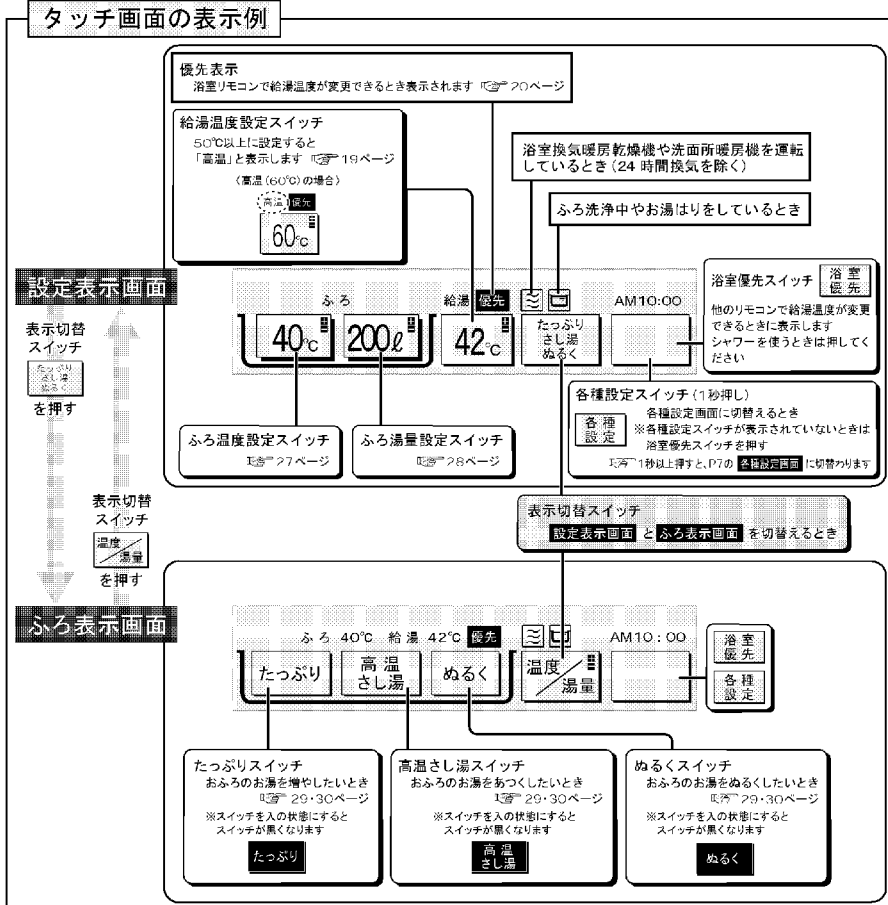 タッチ画面の表示例
優先表示
浴室リモコンで給湯温度が変更できるとき表示されます ☞20ページ
給湯温度設定スイッチ
50℃以上に設定すると
「高温」と表示します ☞19ページ
〈高温(60℃)の場合〉
高温 優先
60℃
浴室換気暖房乾燥機や洗面所暖房機を運転
しているとき(24時間換気を除く)
ふろ洗浄中やお湯はりをしているとき
設定表示画面
表示切替
スイッチ
たっぷり
さし湯
ぬるく
を押す
ふろ 給湯 優先 AM10:00
40℃ 200ℓ 42℃
たっぷり
さし湯
ぬるく
浴室優先スイッチ
浴室
優先
他のリモコンで給湯温度が変更
できるときに表示します
シャワーを使うときは押してく
ださい
ふろ温度設定スイッチ
☞27ページ
ふろ湯量設定スイッチ
☞28ページ
各種設定スイッチ(1秒押し)
各種
設定
各種設定画面に切替えるとき
※各種設定スイッチが表示されていないときは
浴室優先スイッチを押す
☞1秒以上押すと、P7の 各種設定画面 に切替わります
表示切替
スイッチ
温度/湯量
を押す
表示切替スイッチ
設定表示画面 と ふろ表示画面 を切替えるとき
ふろ表示画面
ふろ 40℃ 給湯 42℃ 優先 AM10:00
たっぷり
高温
さし湯
ぬるく
温度/湯量
浴室
優先
各種
設定
たっぷりスイッチ
おふろのお湯を増やしたいとき
☞29・30ページ
※スイッチを入の状態にすると
スイッチが黒くなります
たっぷり
高温さし湯スイッチ
おふろのお湯をあつくしたいとき
☞29・30ページ
※スイッチを入の状態にすると
スイッチが黒くなります
高温
さし湯
ぬるくスイッチ
おふろのお湯をぬるくしたいとき
☞29・30ページ
※スイッチを入の状態にすると
スイッチが黒くなります
ぬるく